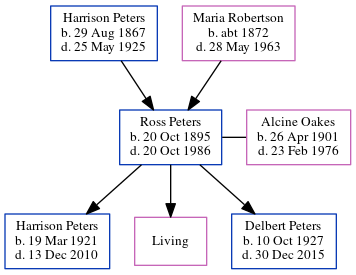 Harrison Peters
b. 29 Aug 1867
d. 25 May 1925
Maria Robertson
b. abt 1872
d. 28 May 1963
Ross Peters
b. 20 Oct 1895
d. 20 Oct 1986
Alcine Oakes
b. 26 Apr 1901
d. 23 Feb 1976
Harrison Peters
b. 19 Mar 1921
d. 13 Dec 2010
Living
Delbert Peters
b. 10 Oct 1927
d. 30 Dec 2015